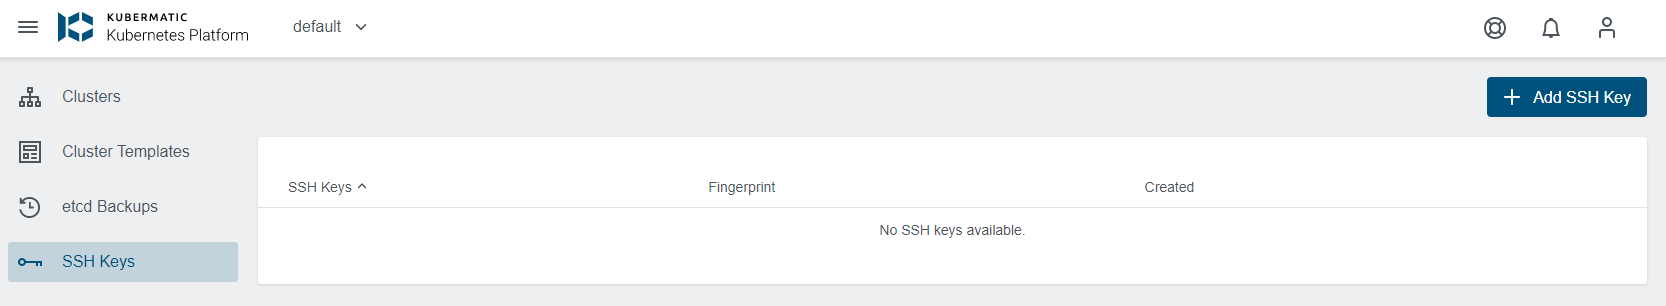 KUBERMATIC
Kubernetes Platform
default
Clusters
Add SSH Key
Cluster Templates
SSH Keys Fingerprint Created
etcd Backups
No SSH keys available.
SSH Keys